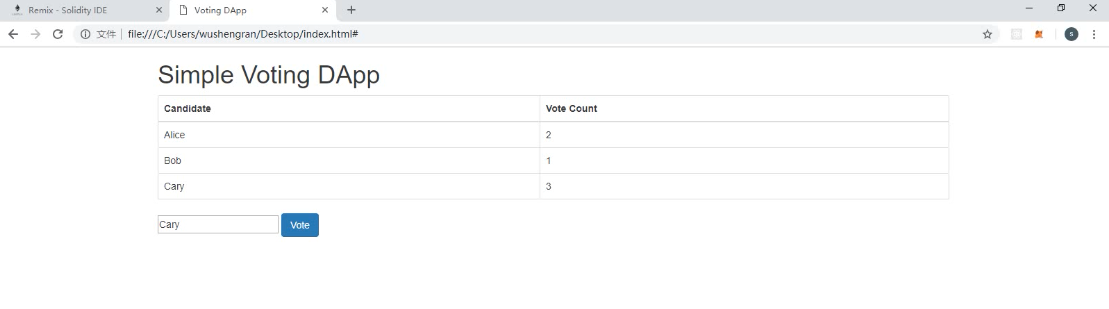 Remix - Solidity IDE
Voting DApp
文件 file:///C:/Users/wushengran/Desktop/index.html#
S
Simple Voting DApp
Candidate Vote Count
Alice 2
Bob 1
Cary 3
Cary Vote